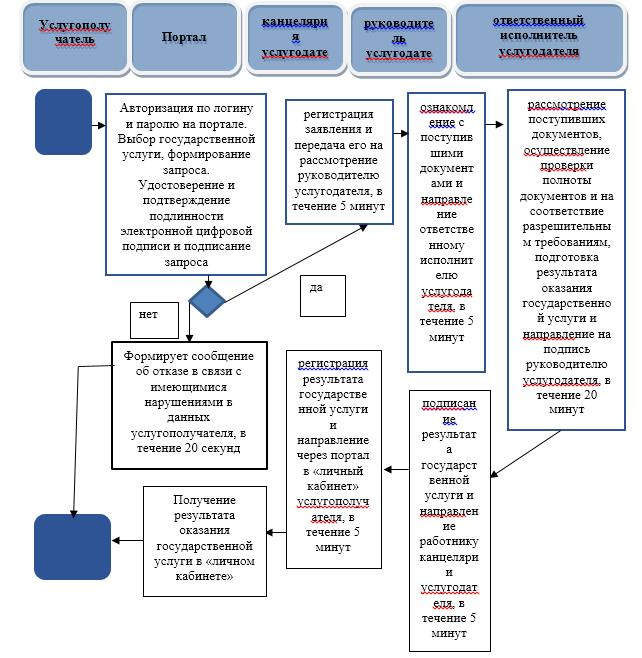 Услугополу
чатель
Портал
канцеляри
я
услугодате
руководите
ль
услугодате
ответственный
исполнитель
услугодателя
Авторизация по логину
и паролю на портале.
Выбор государственной
услуги, формирование
запроса.
Удостоверение и
подтверждение
подлинности
электронной цифровой
подписи и подписание
запроса
регистрация
заявления и
передача его на
рассмотрение
руководителю
услугодателя, в
течение 5 минут
ознакомл
ение с
поступив
шими
документ
ами и
направле
ние
ответстве
нному
исполнит
елю
услугода
теля, в
течение 5
минут
рассмотрение
поступивших
документов,
осуществление
проверки
полноты
документов и на
соответствие
разрешительны
м требованиям,
подготовка
результата
оказания
государственно
й услуги и
направление на
подпись
руководителю
услугодателя, в
течение 20
минут
нет
да
Формирует сообщение
об отказе в связи с
имеющимися
нарушениями в
данных
услугополучателя, в
течение 20 секунд
регистрация
результата
государстве
нной услуги
и
направление
через портал
в «личный
кабинет»
услугополуч
ателя, в
течение 5
минут
подписан
ие
результат
а
государст
венной
услуги и
направлен
ие
работнику
канцеляри
и
услугодат
еля, в
течение 5
минут
Получение
результата
оказания
государственной
услуги в «личном
кабинете»